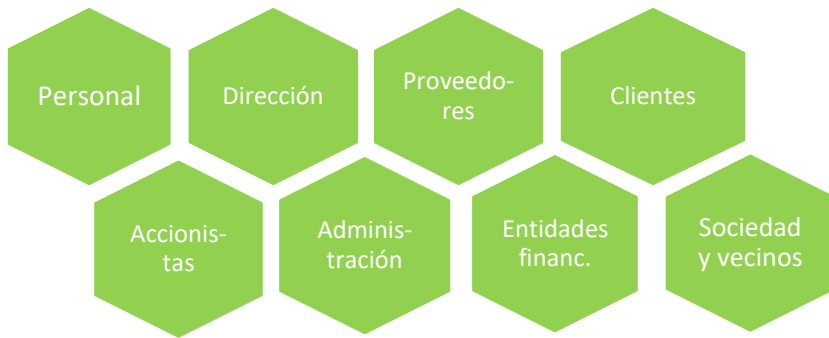 Personal
Dirección
Proveedo-
res
Clientes
Accionis-
tas
Adminis-
tración
Entidades
financ.
Sociedad
y vecinos